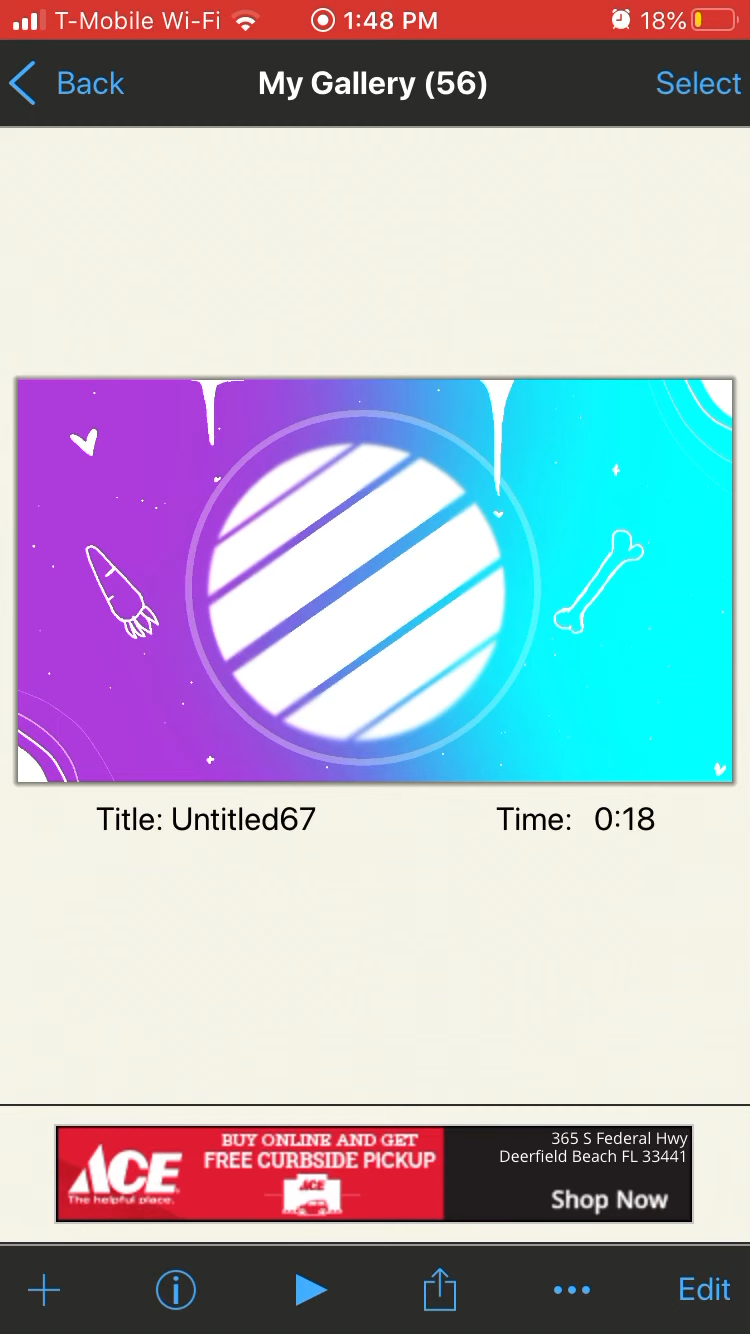 T-Mobile Wi-Fi 1:48 PM 18%
Back My Gallery (56) Select
Title: Untitled67 Time: 0:18
BUY ONLINE AND GET
FREE CURBSIDE PICKUP
ACE
The helpful place.
ACE
365 S Federal Hwy
Deerfield Beach FL 33441
Shop Now
Edit